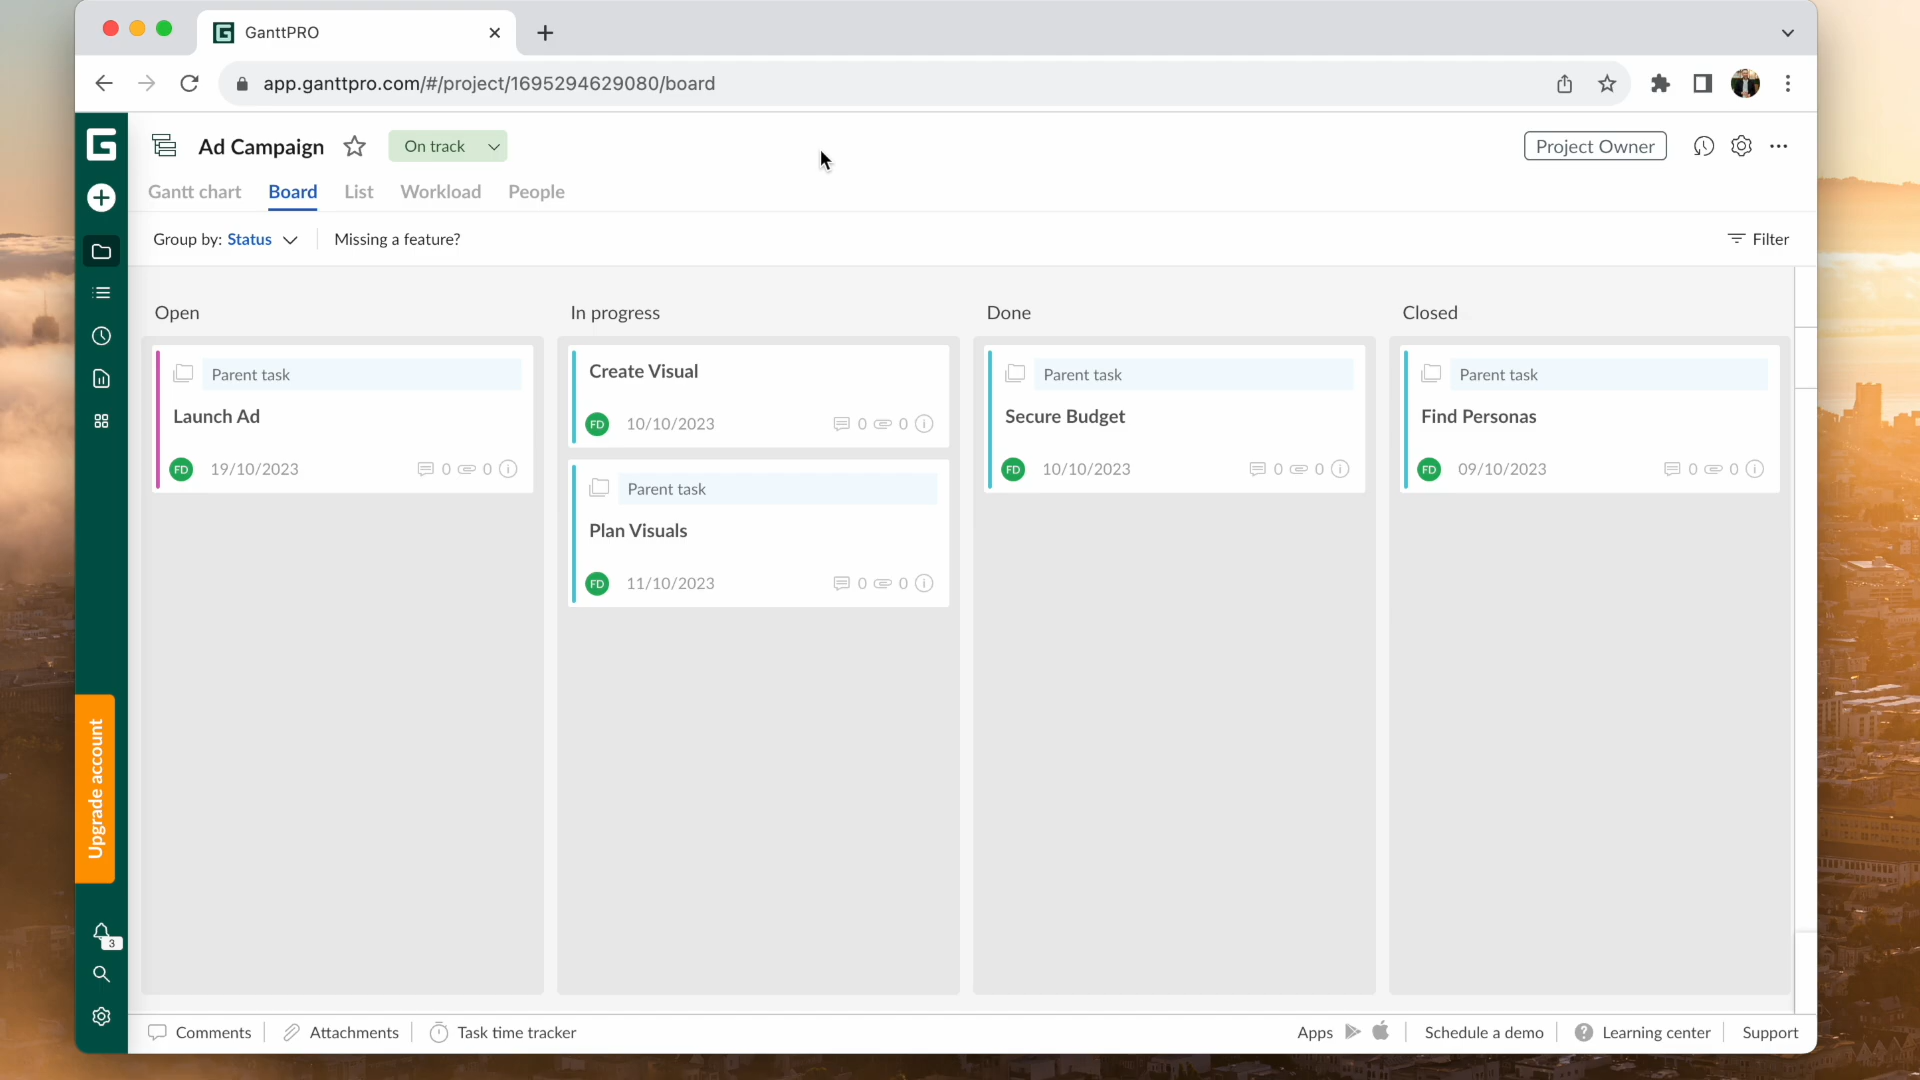 GanttPRO
app.ganttpro.com/#/project/1695294629080/board
Ad Campaign
On track
Project Owner
Gantt chart
Board
List
Workload
People
Group by: Status
Missing a feature?
Filter
Open
In progress
Done
Closed
Parent task
Launch Ad
FD 19/10/2023 0 0
Create Visual
FD 10/10/2023 0 0
Parent task
Plan Visuals
FD 11/10/2023 0 0
Parent task
Secure Budget
FD 10/10/2023 0 0
Parent task
Find Personas
FD 09/10/2023 0 0
Upgrade account
3
Comments
Attachments
Task time tracker
Apps
Schedule a demo
Learning center
Support